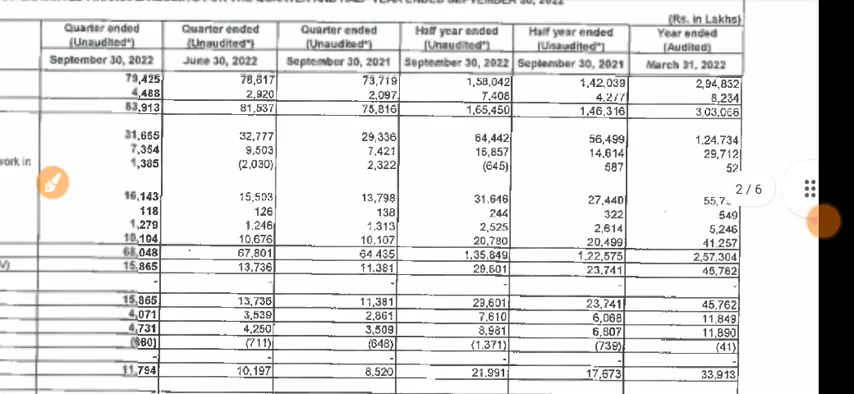 (Rs. in Lakhs)
Quarter ended Quarter ended Quarter ended Half year ended Half year ended Year ended
(Unaudited*) (Unaudited*) (Unaudited*) (Unaudited*) (Unaudited*) (Audited)
September 30, 2022 June 30, 2022 September 30, 2021 September 30, 2022 September 30, 2021 March 31, 2022
79,425 78,617 73,719 1,58,042 1,42,039 2,94,832
4,488 2,920 2,097 7,408 4,277 8,234
83,913 81,537 75,816 1,65,450 1,46,316 3,03,066
31,665 32,777 29,336 64,442 56,499 1,24,734
7,354 9,503 7,421 16,857 14,614 29,712
work in 1,385 (2,030) 2,322 (645) 587 52
2 / 6
16,143 15,503 13,798 31,646 27,440
118 126 138 244 322 549
1,279 1,246 1,313 2,525 2,614 5,246
10,104 10,676 10,107 20,780 20,499 41,257
68,048 67,801 64,435 1,35,849 1,22,575 2,57,304
V) 15,865 13,736 11,381 29,601 23,741 45,762
- - - - - -
15,865 13,736 11,381 29,601 23,741 45,762
4,071 3,539 2,861 7,610 6,068 11,849
4,731 4,250 3,509 8,981 6,807 11,890
(660) (711) (648) (1,371) (739) (41)
- - - - - -
11,794 10,197 8,520 21,991 17,673 33,913